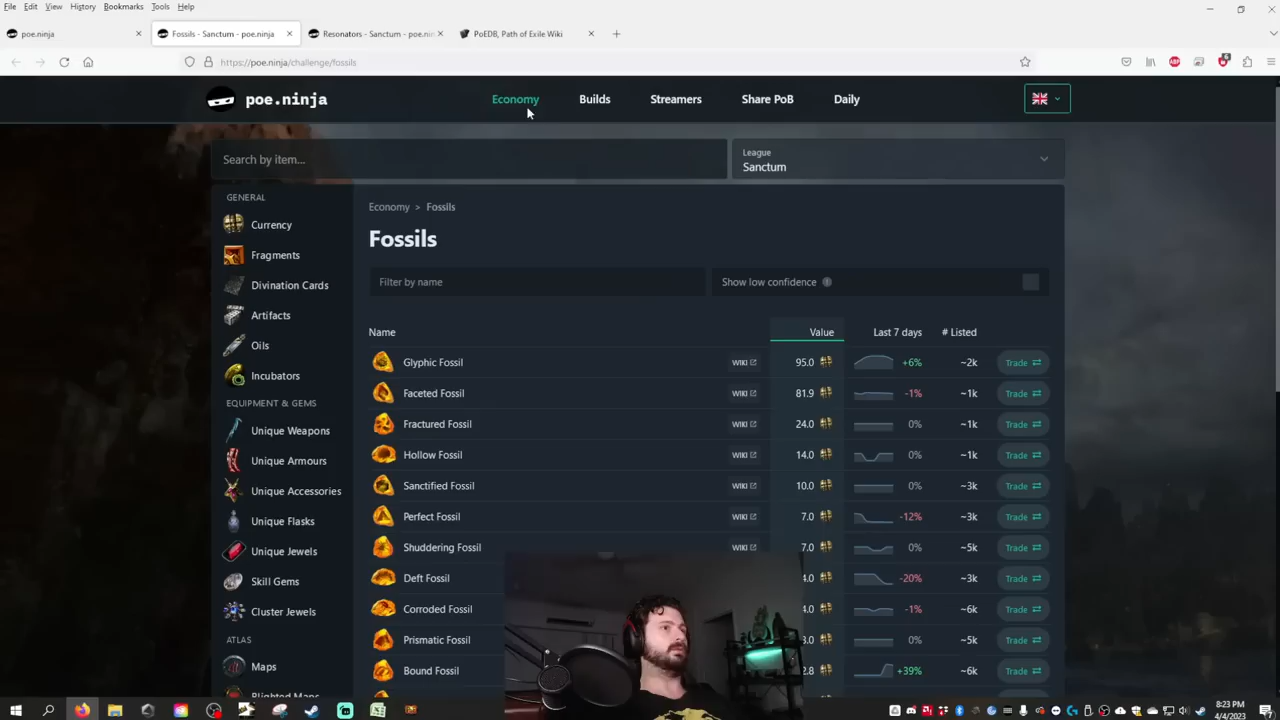 File Edit View History Bookmarks Tools Help
poe.ninja
Fossils - Sanctum - poe.ninja
Resonators - Sanctum - poe.nin
PoEDB, Path of Exile Wiki
https://poe.ninja/challenge/fossils
6
poe.ninja
Economy
Builds
Streamers
Share PoB
Daily
Search by item...
League
Sanctum
GENERAL
Currency
Fragments
Divination Cards
Artifacts
Oils
Incubators
EQUIPMENT & GEMS
Unique Weapons
Unique Armours
Unique Accessories
Unique Flasks
Unique Jewels
Skill Gems
Cluster Jewels
ATLAS
Maps
Blighted Maps
Economy > Fossils
Fossils
Filter by name
Show low confidence
Name Value Last 7 days # Listed
Glyphic Fossil WIKI 95.0 +6% ~2k Trade
Faceted Fossil WIKI 81.9 -1% ~1k Trade
Fractured Fossil WIKI 24.0 0% ~1k Trade
Hollow Fossil WIKI 14.0 0% ~1k Trade
Sanctified Fossil WIKI 10.0 0% ~3k Trade
Perfect Fossil WIKI 7.0 -12% ~3k Trade
Shuddering Fossil WIKI 7.0 0% ~5k Trade
Deft Fossil 4.0 -20% ~3k Trade
Corroded Fossil 4.0 -1% ~6k Trade
Prismatic Fossil 3.0 0% ~5k Trade
Bound Fossil 2.8 +39% ~6k Trade
8:23 PM
4/4/2023